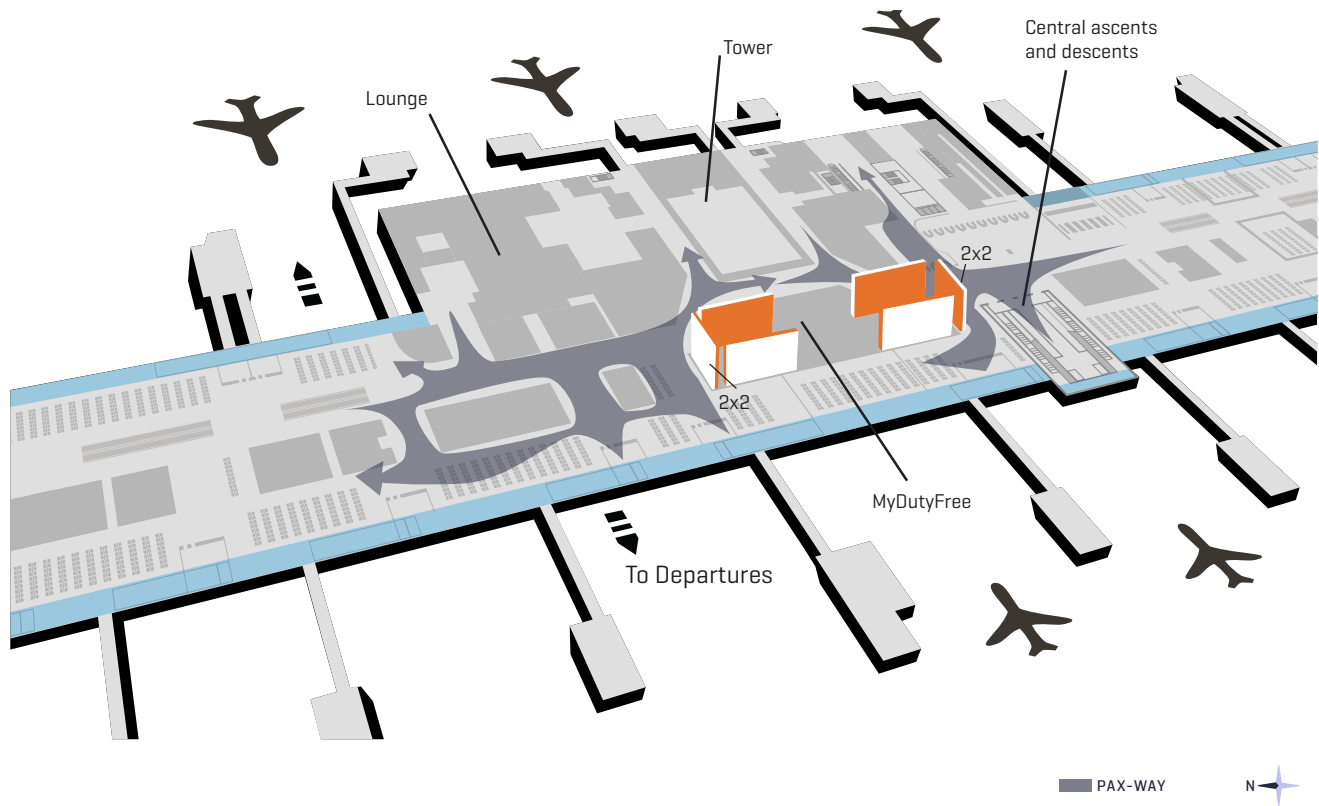 Central ascents
and descents
Tower
Lounge
2x2
2x2
MyDutyFree
To Departures
PAX-WAY
N